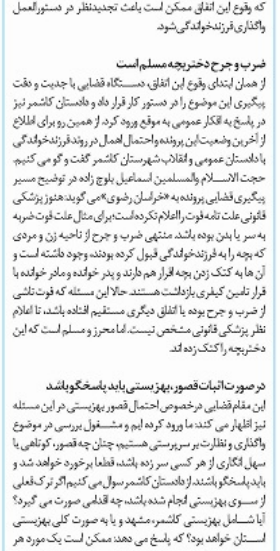 که وقوع این اتفاق ممکن است باعث تجدیدنظر در دستورالعمل
واگذاری فرزندخواندگی شود.
ضرب و جرح دختربچه مسلم است
از همان ابتدای وقوع این اتفاق، دستگاه قضایی با جدیت و دقت
پیگیری این موضوع را در دستور کار قرار داد و دادستان کاشمر نیز
در پاسخ به افکار عمومی به موقع ورود کرد. از همین رو برای اطلاع
از آخرین وضعیت این پرونده و احتمال اهمال در روند فرزندخواندگی
با دادستان عمومی و انقلاب شهرستان کاشمر گفت و گو می کنیم.
حجت الاسلام والمسلمین اسماعیل بلوچ زاده در توضیح مسیر
پیگیری قضایی پرونده به «خراسان رضوی» می گوید: هنوز پزشکی
قانونی علت تامه فوت را اعلام نکرده است؛ برای مثال علت فوت ضربه
به سر یا بدن بوده باشد. منتهی ضرب و جرح از ناحیه زن و مردی
که بچه را به فرزندخواندگی قبول کرده بودند، وجود داشته است و
آن ها به کتک زدن بچه اقرار هم دارند و پدر خوانده و مادر خوانده با
قرار تامین کیفری بازداشت هستند. حالا این مسئله که فوت ناشی
از ضرب و جرح بوده یا اتفاق دیگری مستقیم افتاده باشد، تا اعلام
نظر پزشکی قانونی مشخص نیست. اما محرز و مسلم است که این
دختربچه را کتک زده اند.
در صورت اثبات قصور، بهزیستی باید پاسخگو باشد
این مقام قضایی درخصوص احتمال قصور بهزیستی در این مسئله
نیز اظهار می کند: ما ورود کرده ایم و مشغول بررسی در موضوع
واگذاری و نظارت بر سرپرستی هستیم، چنان چه قصور، کوتاهی یا
سهل انگاری از هر کسی سر زده باشد، قطعا برخورد خواهد شد و
باید پاسخگو باشند. از دادستان کاشمر سوال می کنیم اگر ترک فعلی
از سوی بهزیستی انجام شده باشد، چه اقدامی صورت می گیرد؟
آیا شامل بهزیستی کاشمر، مشهد و یا به صورت کلی بهزیستی
استان خواهد بود؟ که پاسخ می دهد: ممکن است یک مورد هر